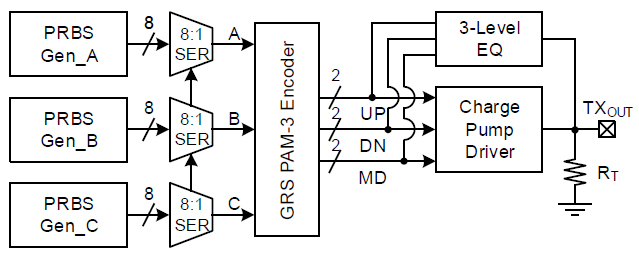 PRBS
Gen_A
8
8:1
SER
A
PRBS
Gen_B
8
8:1
SER
B
PRBS
Gen_C
8
8:1
SER
C
GRS PAM-3 Encoder
2
UP
2
DN
2
MD
3-Level
EQ
Charge
Pump
Driver
TXOUT
RT